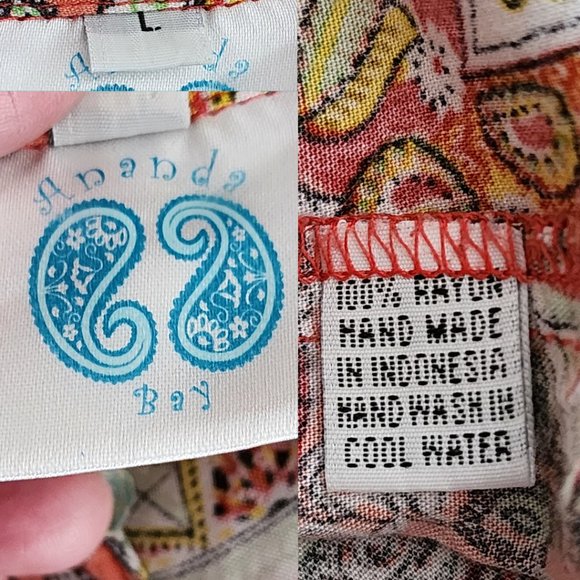 L.
Ananda
Ananda
Bay
100% RAYON
HAND MADE
IN INDONESIA
HAND WASH IN
COOL WATER